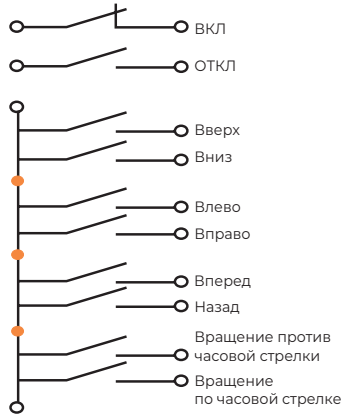 ВКЛ
ОТКЛ
Вверх
Вниз
Влево
Вправо
Вперед
Назад
Вращение против
часовой стрелки
Вращение
по часовой стрелке